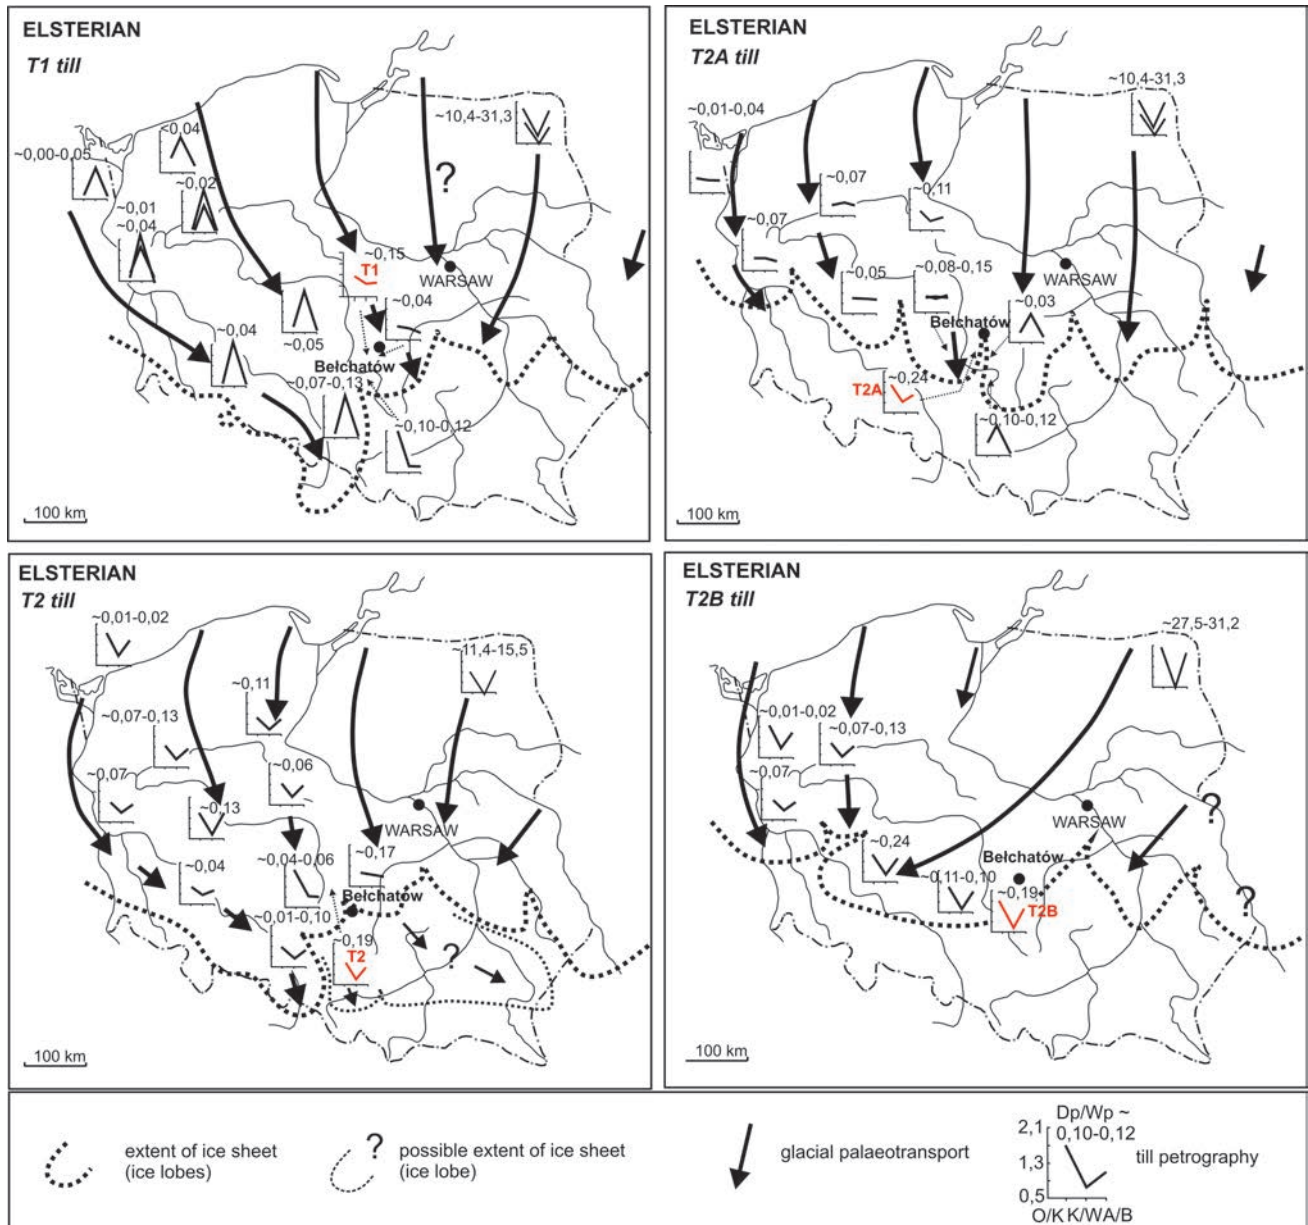 ELSTERIAN
T1 till
<0,04
~0,00-0,05
~0,02
~0,01
~0,04
~10,4-31,3
?
~0,15
T1
WARSAW
~0,04
~0,05
~0,04
Bełchatów
~0,07-0,13
~0,10-0,12
100 km
ELSTERIAN
T2A till
~0,01-0,04
~10,4-31,3
~0,07
~0,11
~0,07
~0,05
~0,08-0,15
WARSAW
~0,03
Bełchatów
~0,24
T2A
~0,10-0,12
100 km
ELSTERIAN
T2 till
~0,01-0,02
~11,4-15,5
~0,11
~0,07-0,13
~0,06
~0,07
~0,13
WARSAW
~0,17
~0,04
~0,04-0,06
Bełchatów
~0,01-0,10
~0,19
T2
?
100 km
ELSTERIAN
T2B till
~27,5-31,2
~0,01-0,02
~0,07-0,13
~0,07
?
WARSAW
~0,24
Bełchatów
~0,11-0,10
~0,19
T2B
?
100 km
extent of ice sheet
(ice lobes)
?
possible extent of ice sheet
(ice lobe)
glacial palaeotransport
Dp/Wp ~
2,1
0,10-0,12
1,3
till petrography
0,5
O/K K/W A/B